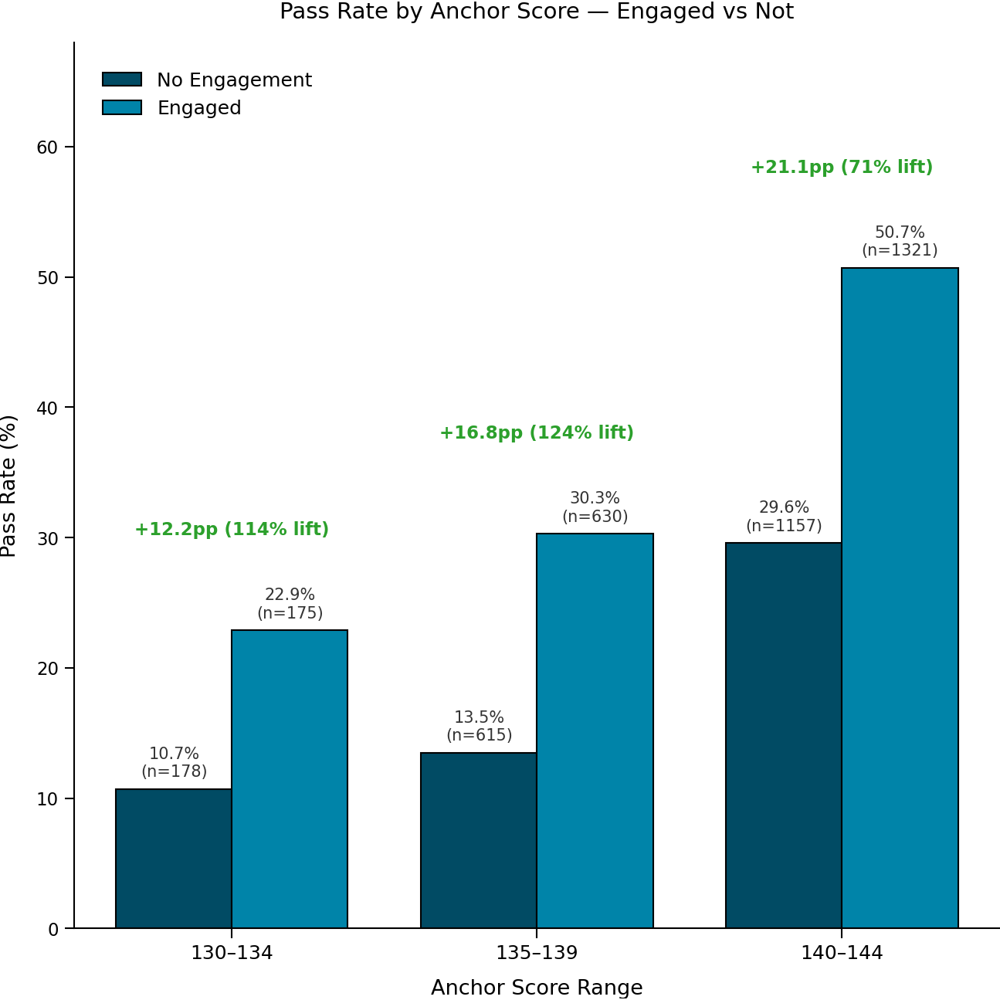 Pass Rate by Anchor Score — Engaged vs Not
No Engagement
Engaged
Pass Rate (%)
60
50
40
30
20
10
0
+12.2pp (114% lift)
10.7%
(n=178)
22.9%
(n=175)
+16.8pp (124% lift)
13.5%
(n=615)
30.3%
(n=630)
+21.1pp (71% lift)
29.6%
(n=1157)
50.7%
(n=1321)
130–134
135–139
140–144
Anchor Score Range